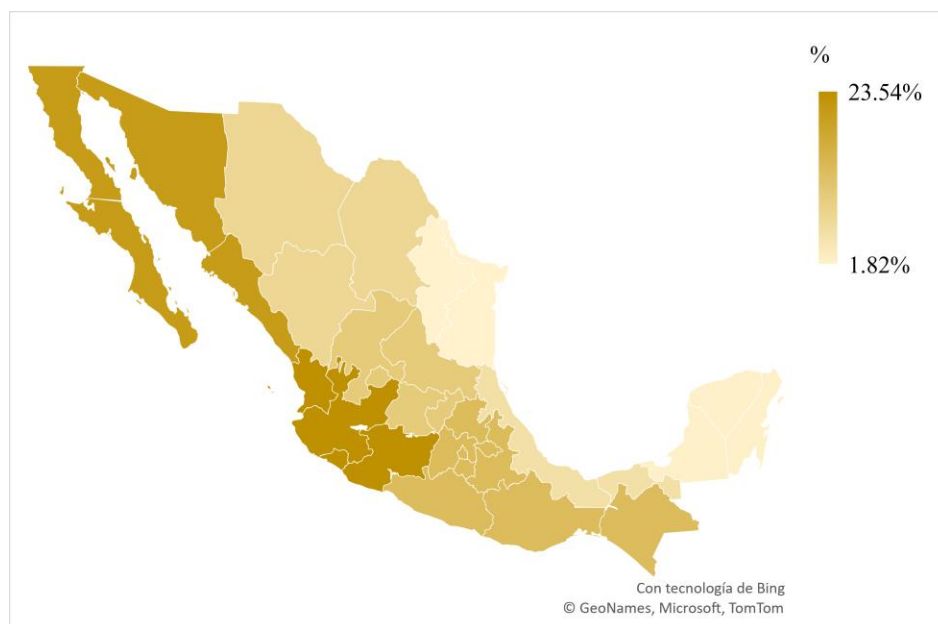 %
23.54%
1.82%
Con tecnología de Bing
© GeoNames, Microsoft, TomTom